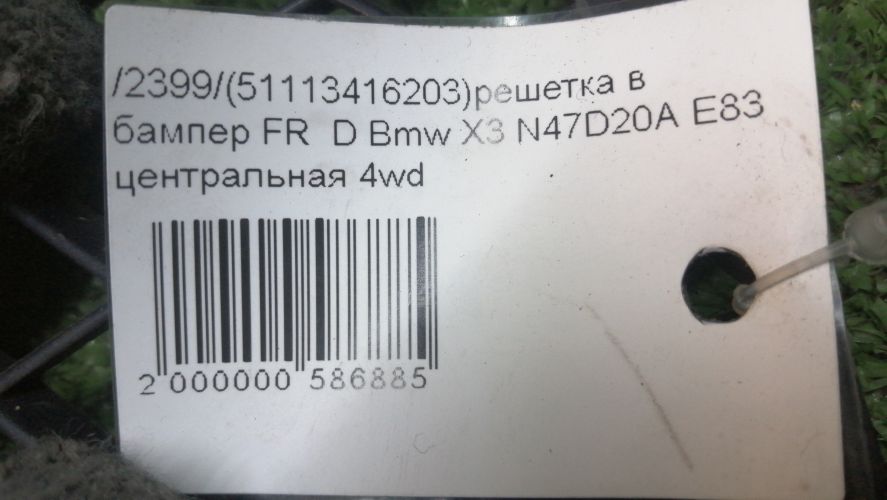 /2399/(51113416203)решетка в
бампер FR D Bmw X3 N47D20A E83
центральная 4wd
2 000000 586885